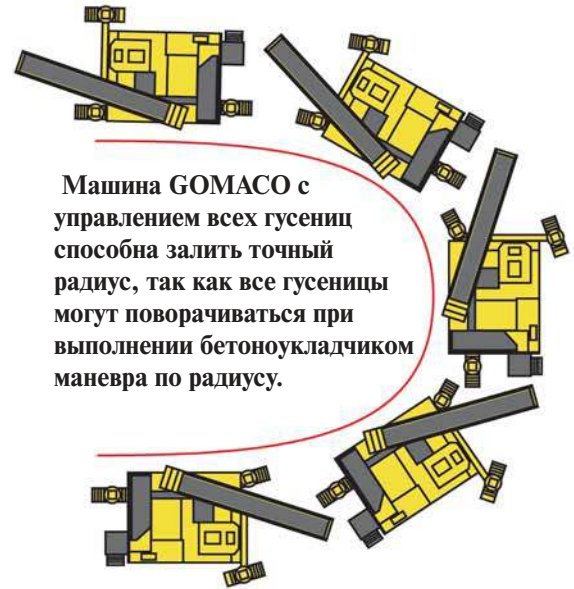 Машина GOMACO с
управлением всех гусениц
способна залить точный
радиус, так как все гусеницы
могут поворачиваться при
выполнении бетоноукладчиком
маневра по радиусу.